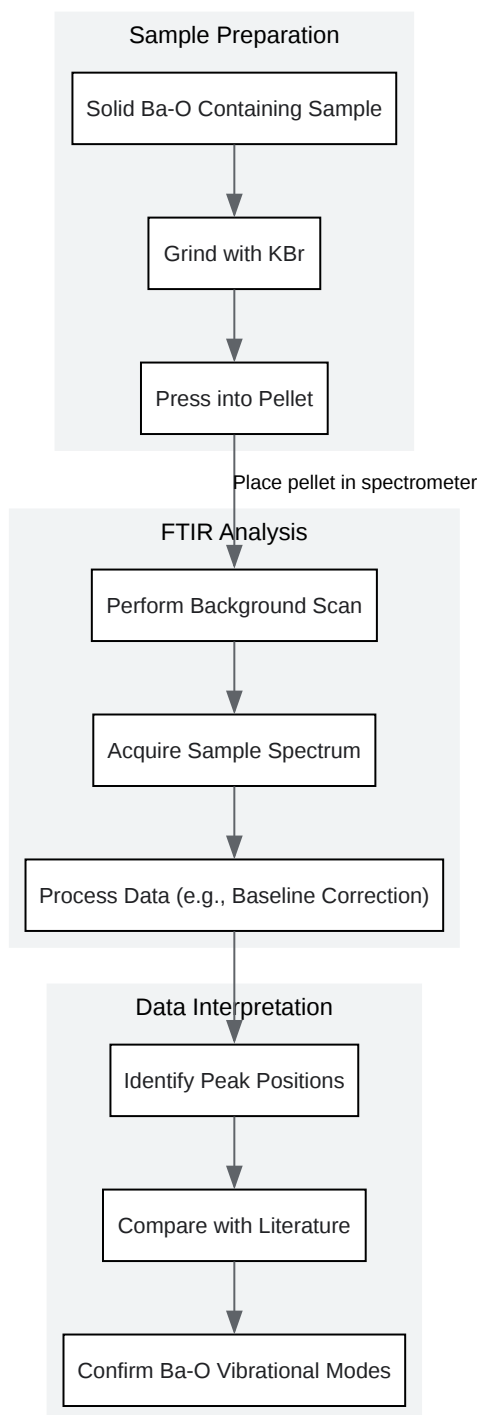 Sample Preparation
Solid Ba-O Containing Sample
Grind with KBr
Press into Pellet
Place pellet in spectrometer
FTIR Analysis
Perform Background Scan
Acquire Sample Spectrum
Process Data (e.g., Baseline Correction)
Data Interpretation
Identify Peak Positions
Compare with Literature
Confirm Ba-O Vibrational Modes